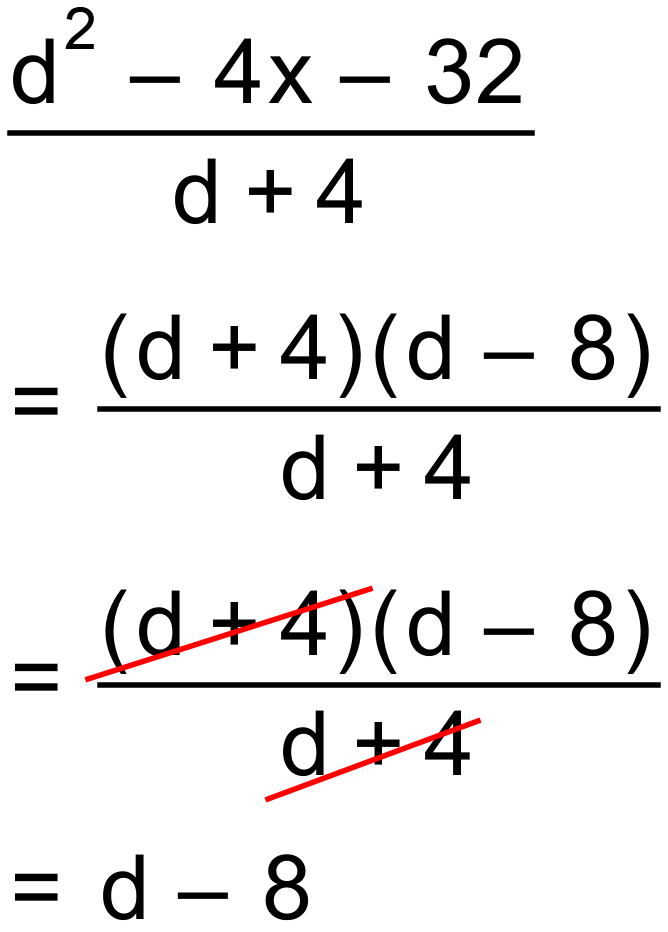 d² – 4x – 32
d + 4
= (d + 4)(d – 8)
d + 4
= (d + 4)(d – 8)
d + 4
= d – 8